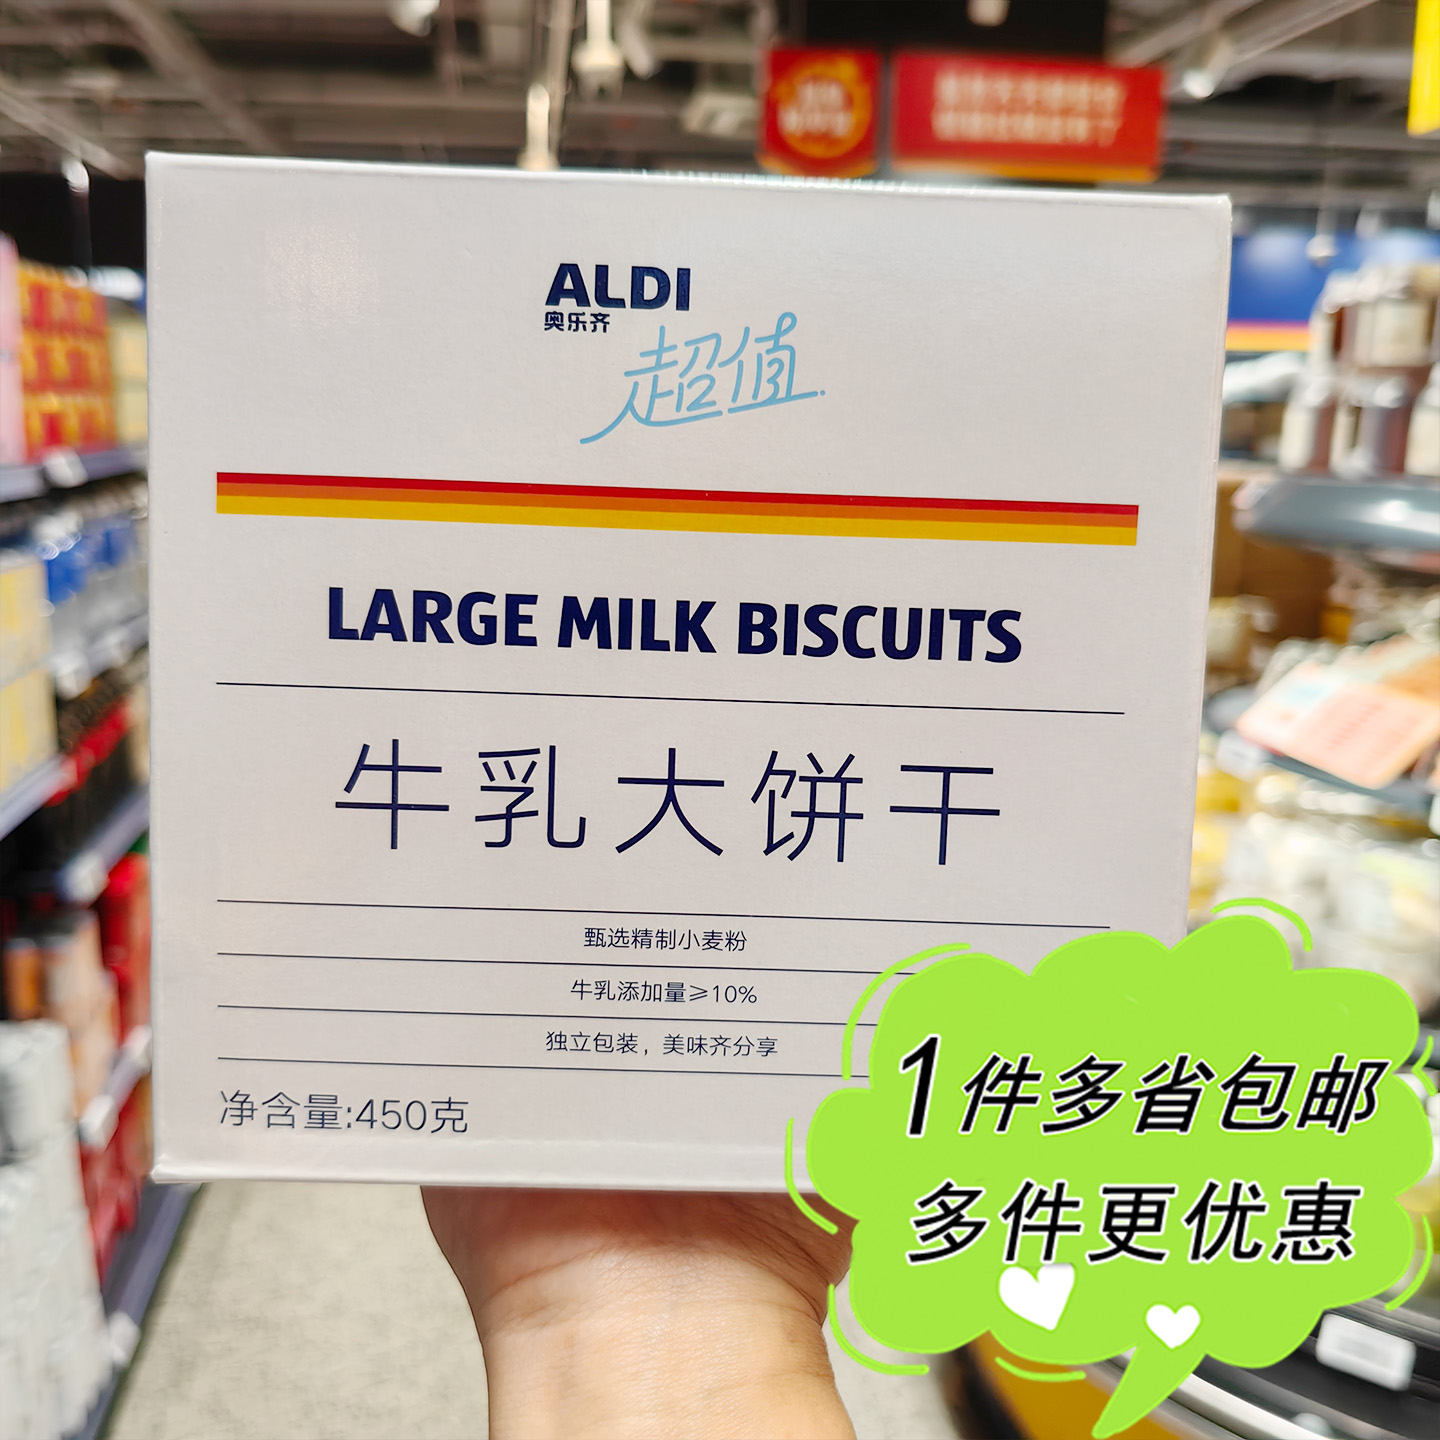 ALDI
奥乐齐
超值
LARGE MILK BISCUITS
牛乳大饼干
甄选精制小麦粉
牛乳添加量≥10%
独立包装，美味齐分享
净含量:450克
1件多省包邮
多件更优惠